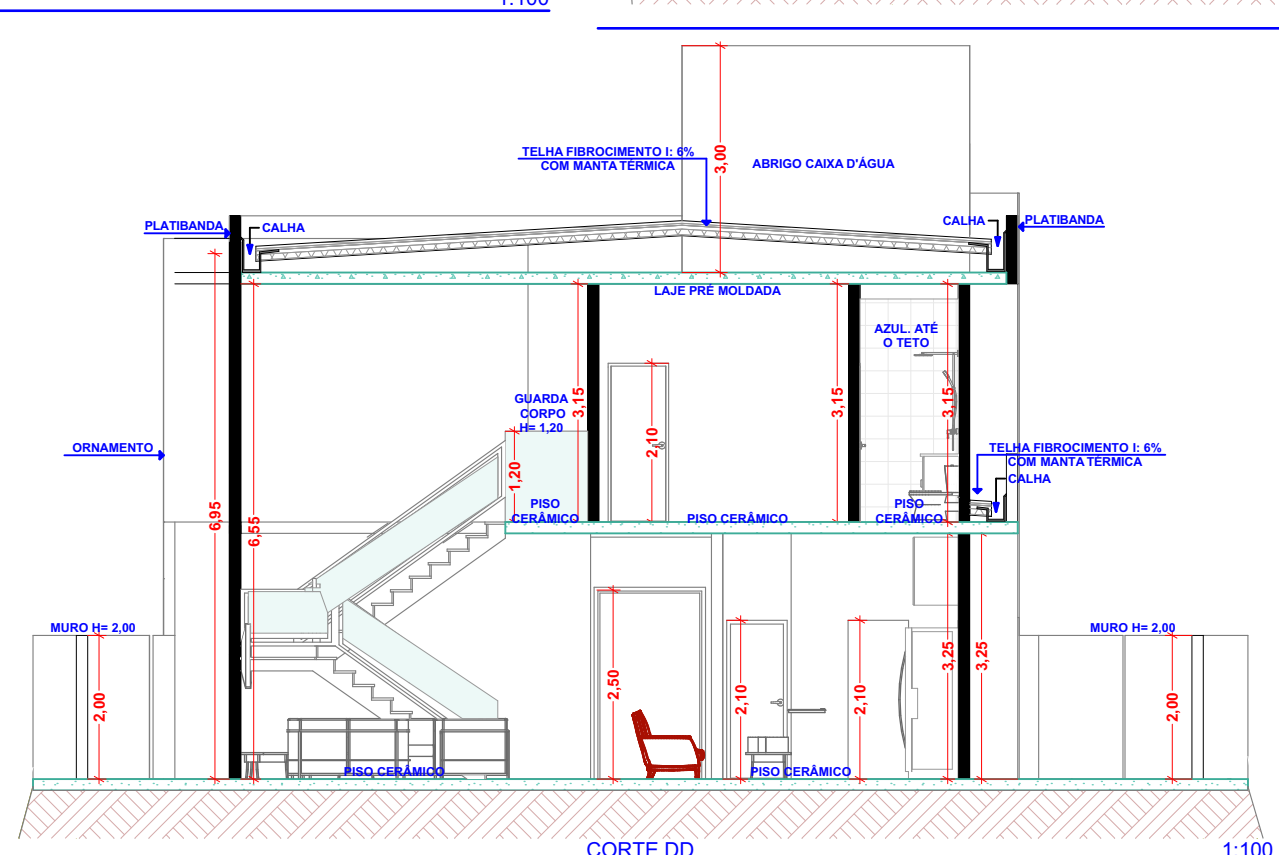 1:100
TELHA FIBROCIMENTO I: 6%
COM MANTA TÉRMICA
3,00
ABRIGO CAIXA D'ÁGUA
PLATIBANDA
CALHA
CALHA
PLATIBANDA
LAJE PRÉ MOLDADA
AZUL. ATÉ
O TETO
GUARDA
CORPO
H= 1,20
3,15
2,10
3,15
3,15
ORNAMENTO
TELHA FIBROCIMENTO I: 6%
COM MANTA TÉRMICA
CALHA
1,20
6,95
6,55
PISO
CERÂMICO
PISO CERÂMICO
PISO
CERÂMICO
MURO H= 2,00
MURO H= 2,00
2,00
2,50
2,10
2,10
3,25
3,25
2,00
PISO CERÂMICO
PISO CERÂMICO
CORTE DD
1:100